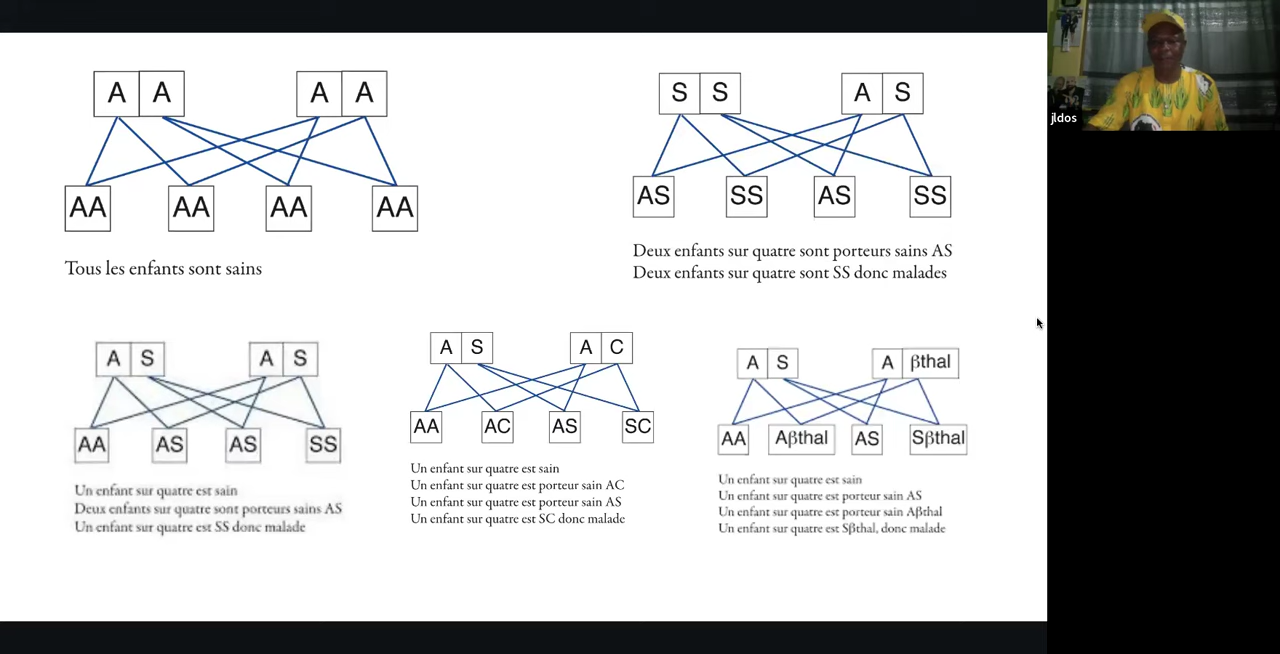 A A
A A
AA AA AA AA
Tous les enfants sont sains
S S
A S
AS SS AS SS
Deux enfants sur quatre sont porteurs sains AS
Deux enfants sur quatre sont SS donc malades
A S
A S
AA AS AS SS
Un enfant sur quatre est sain
Deux enfants sur quatre sont porteurs sains AS
Un enfant sur quatre est SS donc malade
A S
A C
AA AC AS SC
Un enfant sur quatre est sain
Un enfant sur quatre est porteur sain AC
Un enfant sur quatre est porteur sain AS
Un enfant sur quatre est SC donc malade
A S
A βthal
AA Aβthal AS Sβthal
Un enfant sur quatre est sain
Un enfant sur quatre est porteur sain AS
Un enfant sur quatre est porteur sain Aβthal
Un enfant sur quatre est Sβthal, donc malade
jldos